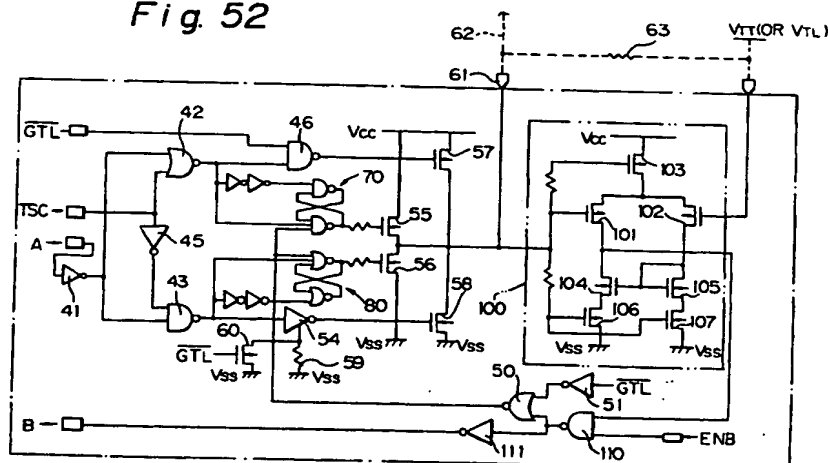 Fig. 52
62
63
VTT(OR VTL)
61
42
46
GTL
Vcc
57
Vcc
103
70
TSC
55
101
102
A
45
56
41
43
80
58
100
104
105
106
107
60
54
Vss
Vss
Vss
Vss
GTL
Vss
59
Vss
50
GTL
51
B
111
110
ENB